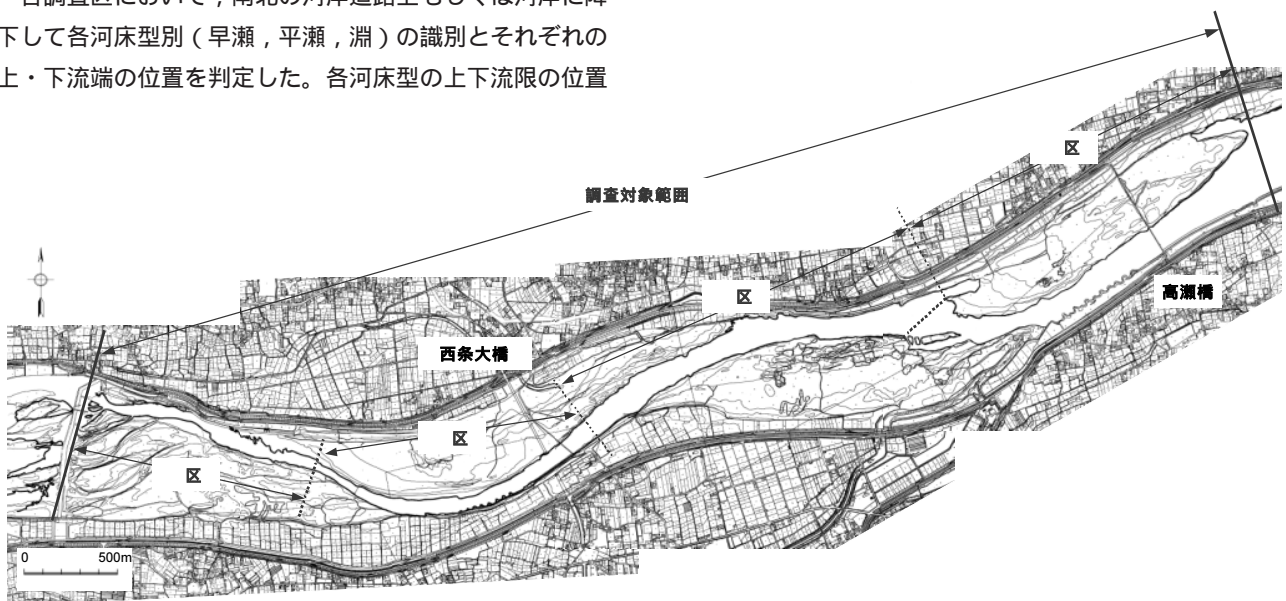 各調査区において，南北の河岸道路上もしくは河岸に降
下して各河床型別（早瀬，平瀬，淵）の識別とそれぞれの
上・下流端の位置を判定した。各河床型の上下流限の位置
区
調査対象範囲
区
高瀬橋
西条大橋
区
区
0 500m